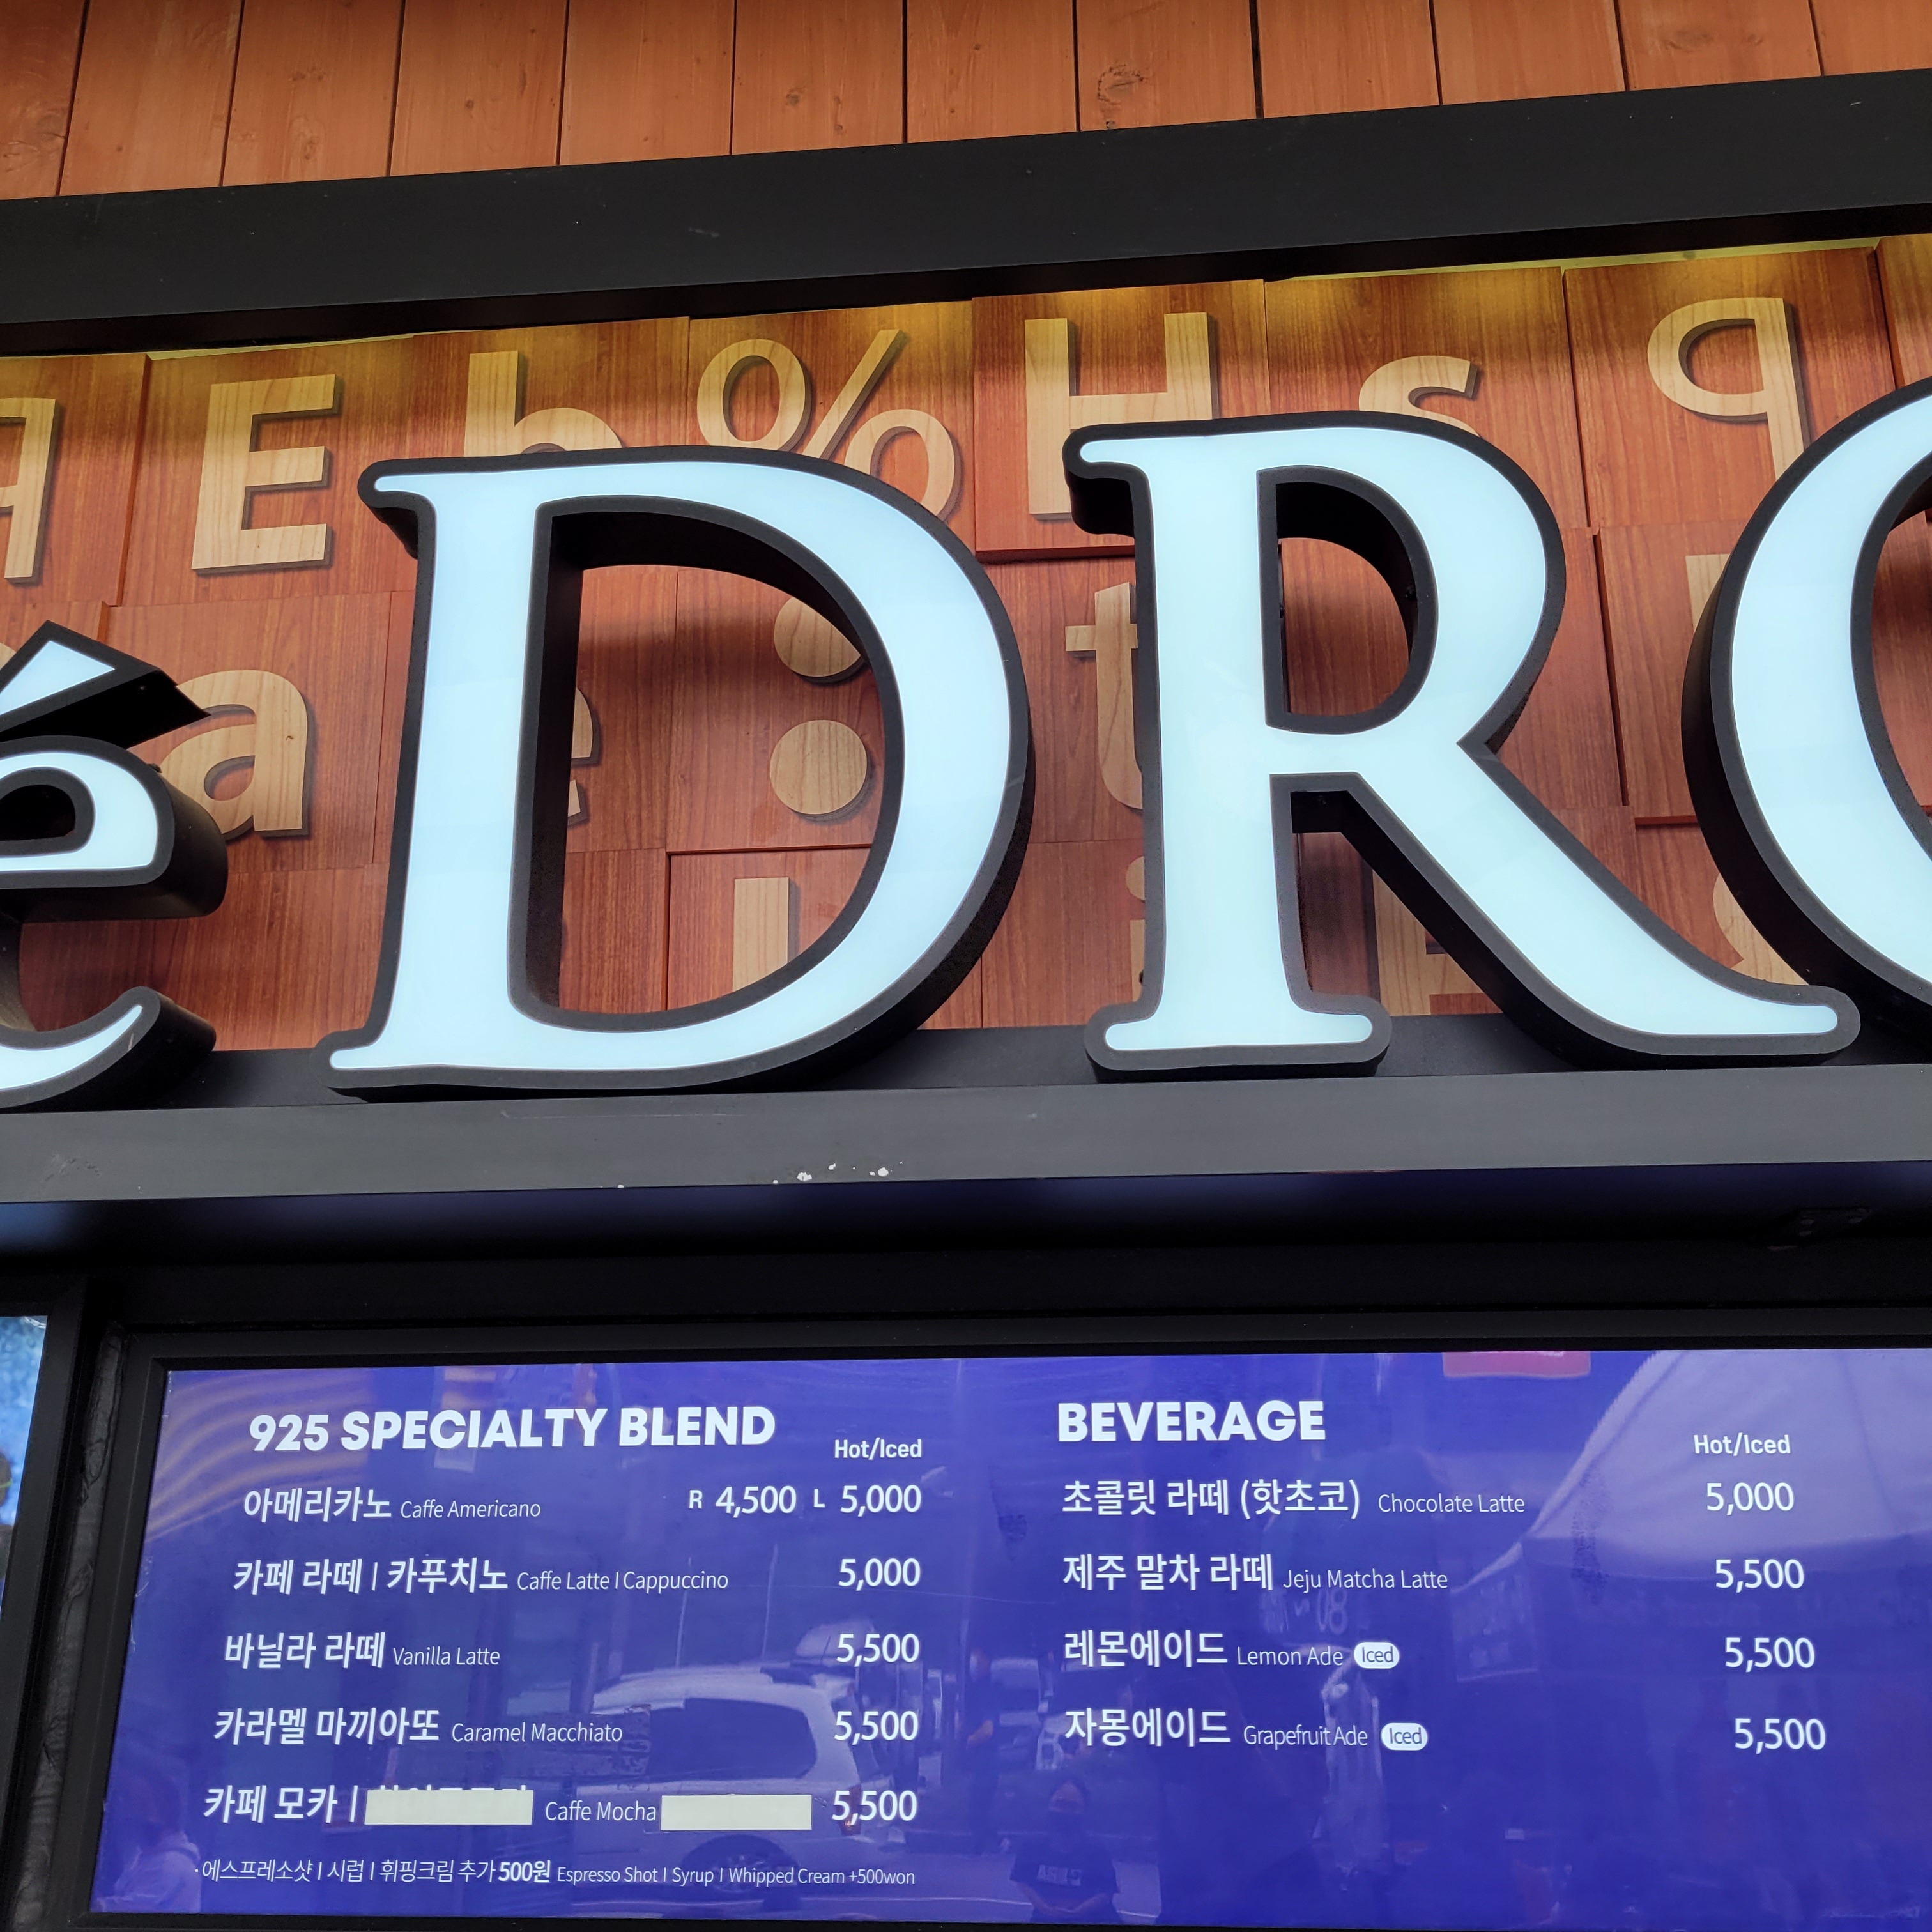 q E h % H s q
é DRO
a e : t
925 SPECIALTY BLEND
Hot/Iced
아메리카노 Caffe Americano R 4,500 L 5,000
카페 라떼 | 카푸치노 Caffe Latte | Cappuccino 5,000
바닐라 라떼 Vanilla Latte 5,500
카라멜 마끼아또 Caramel Macchiato 5,500
카페 모카 | Caffe Mocha 5,500
· 에스프레소샷 | 시럽 | 휘핑크림 추가 500원 Espresso Shot | Syrup | Whipped Cream +500won
BEVERAGE
Hot/Iced
초콜릿 라떼 (핫초코) Chocolate Latte 5,000
제주 말차 라떼 Jeju Matcha Latte 5,500
레몬에이드 Lemon Ade Iced 5,500
자몽에이드 Grapefruit Ade Iced 5,500